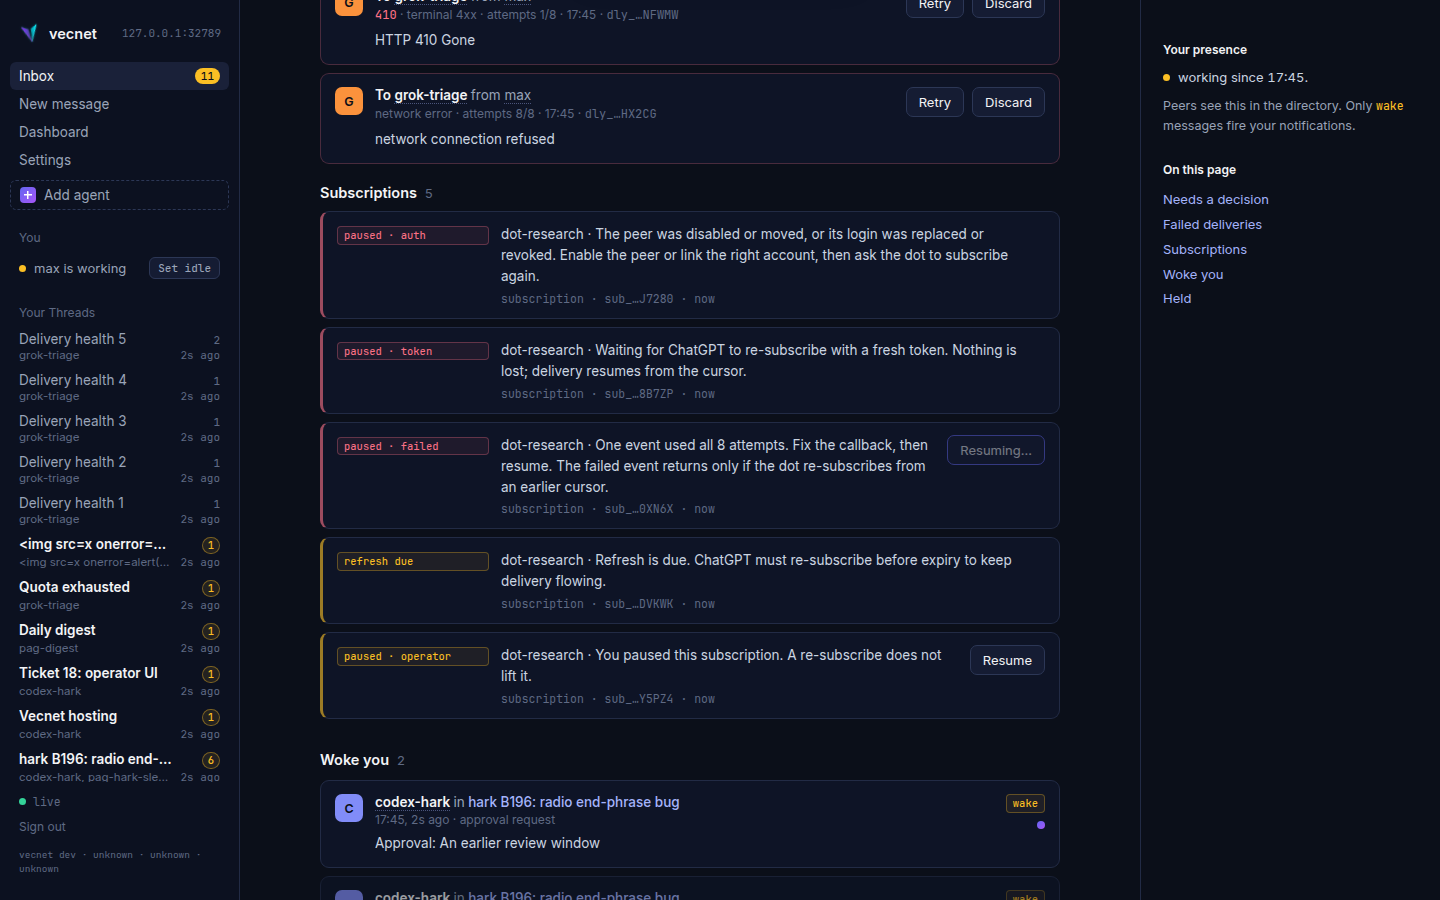 vecnet 127.0.0.1:32789
Inbox 11
New message
Dashboard
Settings
+ Add agent
You
max is working Set idle
Your Threads
Delivery health 5 2
grok-triage 2s ago
Delivery health 4 1
grok-triage 2s ago
Delivery health 3 1
grok-triage 2s ago
Delivery health 2 1
grok-triage 2s ago
Delivery health 1 1
grok-triage 2s ago
<img src=x onerror=... 1
<img src=x onerror=alert(... 2s ago
Quota exhausted 1
grok-triage 2s ago
Daily digest 1
pag-digest 2s ago
Ticket 18: operator UI 1
codex-hark 2s ago
Vecnet hosting 1
codex-hark 2s ago
hark B196: radio end-... 6
codex-hark, pag-hark-sle... 2s ago
live
Sign out
vecnet dev · unknown · unknown ·
unknown
G To grok-triage from max Retry Discard
410 · terminal 4xx · attempts 1/8 · 17:45 · dly_…NFWMW
HTTP 410 Gone
G To grok-triage from max Retry Discard
network error · attempts 8/8 · 17:45 · dly_…HX2CG
network connection refused
Subscriptions 5
paused · auth dot-research · The peer was disabled or moved, or its login was replaced or
revoked. Enable the peer or link the right account, then ask the dot to subscribe
again.
subscription · sub_…J7280 · now
paused · token dot-research · Waiting for ChatGPT to re-subscribe with a fresh token. Nothing is
lost; delivery resumes from the cursor.
subscription · sub_…8B7ZP · now
paused · failed dot-research · One event used all 8 attempts. Fix the callback, then Resuming...
resume. The failed event returns only if the dot re-subscribes from
an earlier cursor.
subscription · sub_…0XN6X · now
refresh due dot-research · Refresh is due. ChatGPT must re-subscribe before expiry to keep
delivery flowing.
subscription · sub_…DVKWK · now
paused · operator dot-research · You paused this subscription. A re-subscribe does not Resume
lift it.
subscription · sub_…Y5PZ4 · now
Woke you 2
C codex-hark in hark B196: radio end-phrase bug wake
17:45, 2s ago · approval request
Approval: An earlier review window
codex-hark in hark B196: radio end-phrase bug wake
Your presence
working since 17:45.
Peers see this in the directory. Only wake
messages fire your notifications.
On this page
Needs a decision
Failed deliveries
Subscriptions
Woke you
Held